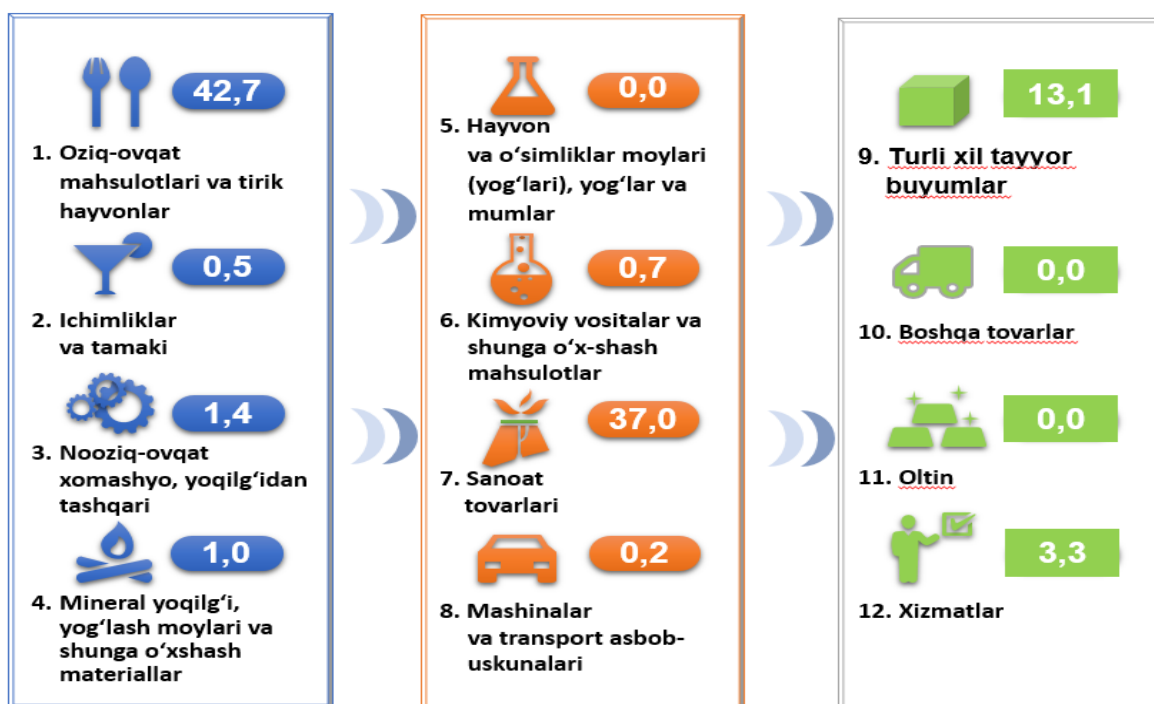 42,7
1. Oziq-ovqat
mahsulotlari va tirik
hayvonlar
0,5
2. Ichimliklar
va tamaki
1,4
3. Nooziq-ovqat
xomashyo, yoqilg‘idan
tashqari
1,0
4. Mineral yoqilg‘i,
yog‘lash moylari va
shunga o‘xshash
materiallar
0,0
5. Hayvon
va o‘simliklar moylari
(yog‘lari), yog‘lar va
mumlar
0,7
6. Kimyoviy vositalar va
shunga o‘x-shash
mahsulotlar
37,0
7. Sanoat
tovarlari
0,2
8. Mashinalar
va transport asbob-
uskunalari
13,1
9. Turli xil tayyor
buyumlar
0,0
10. Boshqa tovarlar
0,0
11. Oltin
3,3
12. Xizmatlar